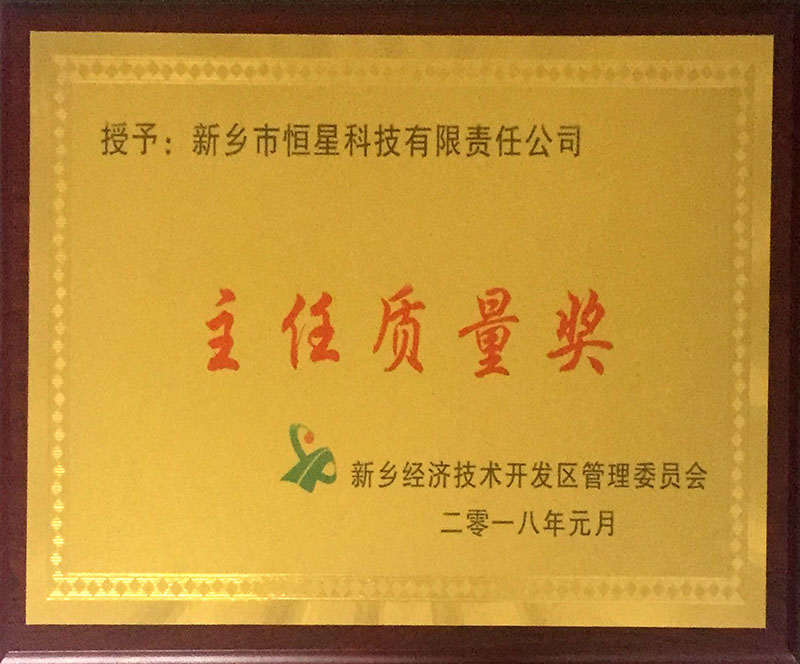 授予：新乡市恒星科技有限责任公司
主任质量奖
新乡经济技术开发区管理委员会
二零一八年元月